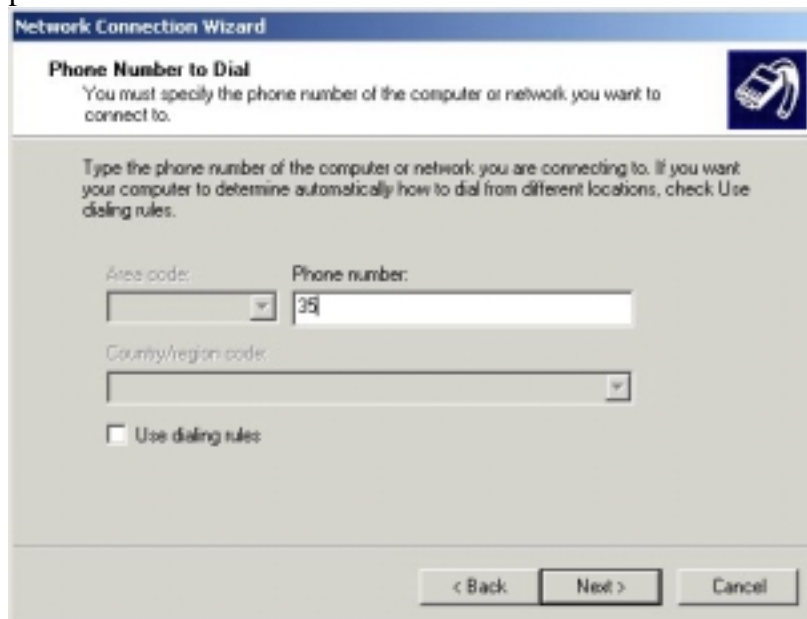 Network Connection Wizard
Phone Number to Dial
You must specify the phone number of the computer or network you want to
connect to.
Type the phone number of the computer or network you are connecting to. If you want
your computer to determine automatically how to dial from different locations, check Use
dialing rules.
Area code: Phone number:
35
Country/region code:
Use dialing rules
< Back Next > Cancel